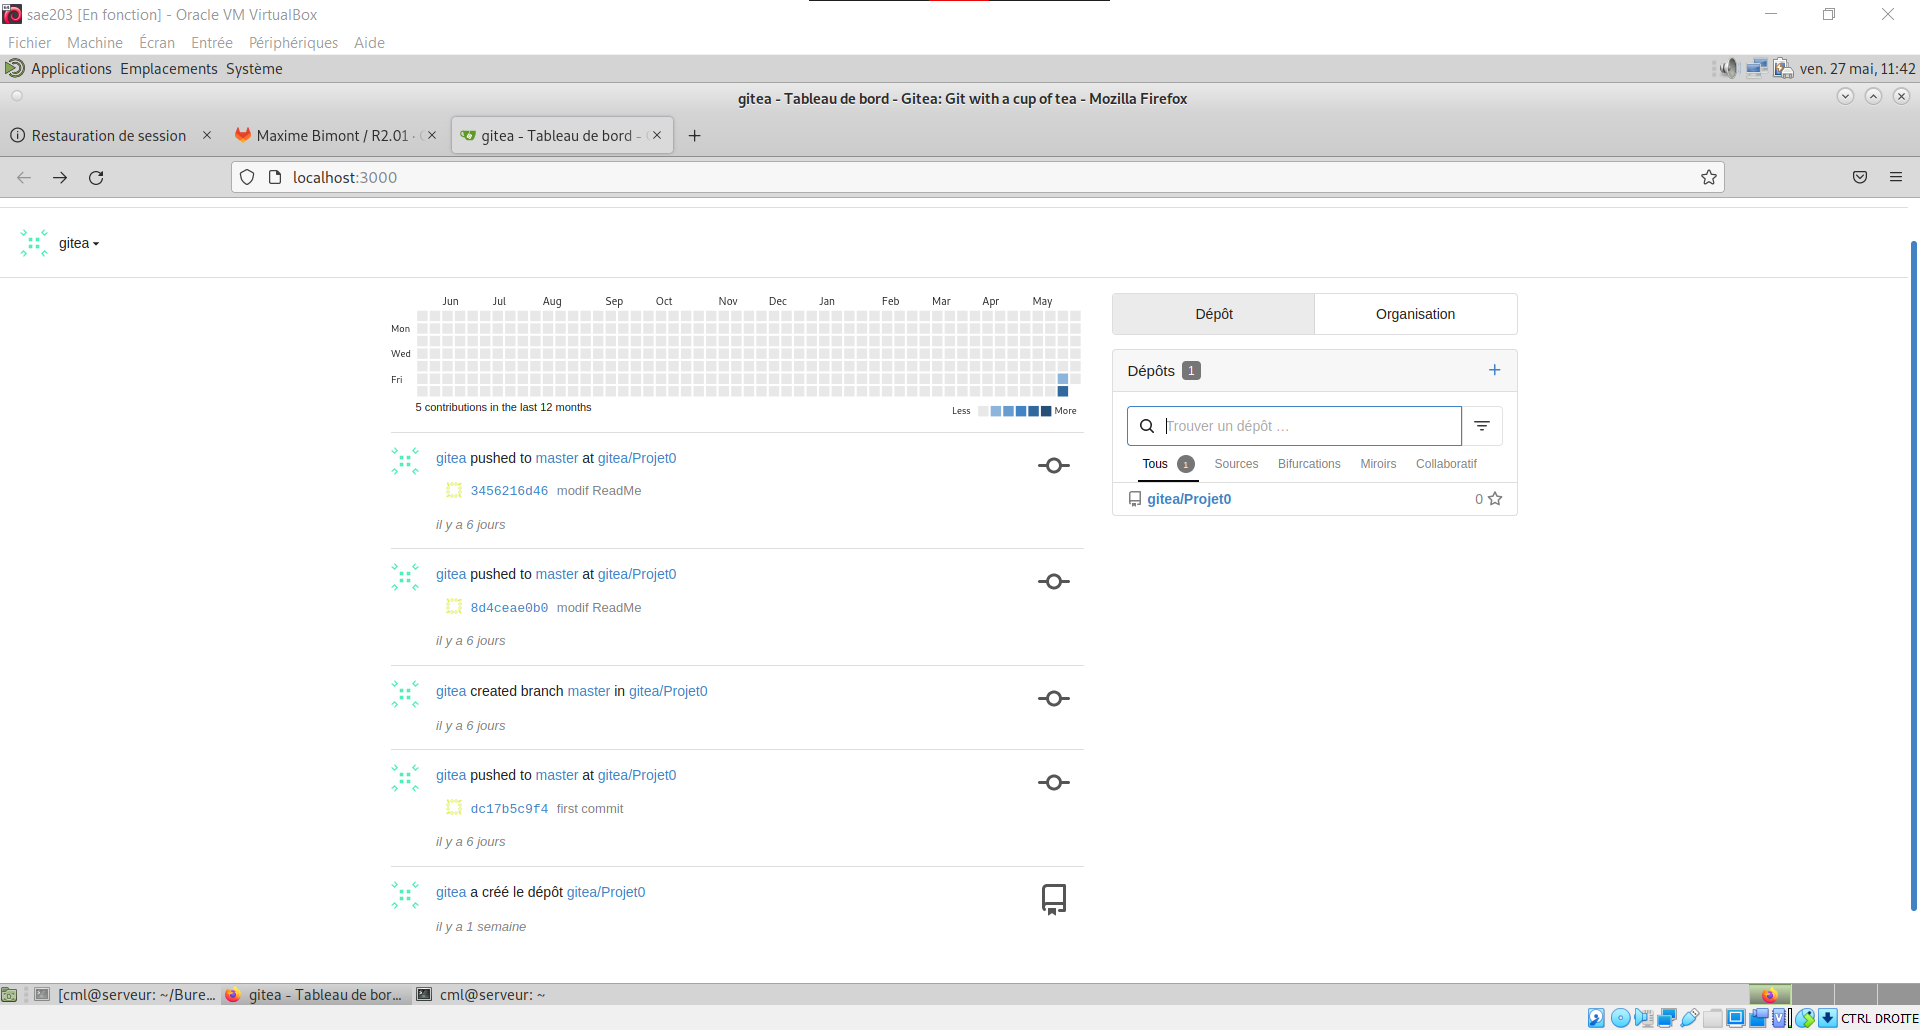 sae203 [En fonction] - Oracle VM VirtualBox
Fichier Machine Écran Entrée Périphériques Aide
Applications Emplacements Système
ven. 27 mai, 11:42
gitea - Tableau de bord - Gitea: Git with a cup of tea - Mozilla Firefox
Restauration de session
Maxime Bimont / R2.01 ·
gitea - Tableau de bord -
localhost:3000
gitea
Jun Jul Aug Sep Oct Nov Dec Jan Feb Mar Apr May
Mon
Wed
Fri
5 contributions in the last 12 months
Less More
gitea pushed to master at gitea/Projet0
3456216d46 modif ReadMe
il y a 6 jours
gitea pushed to master at gitea/Projet0
8d4ceae0b0 modif ReadMe
il y a 6 jours
gitea created branch master in gitea/Projet0
il y a 6 jours
gitea pushed to master at gitea/Projet0
dc17b5c9f4 first commit
il y a 6 jours
gitea a créé le dépôt gitea/Projet0
il y a 1 semaine
Dépôt Organisation
Dépôts 1
Trouver un dépôt ...
Tous 1 Sources Bifurcations Miroirs Collaboratif
gitea/Projet0 0
[cml@serveur: ~/Bure...
gitea - Tableau de bor...
cml@serveur: ~
CTRL DROITE